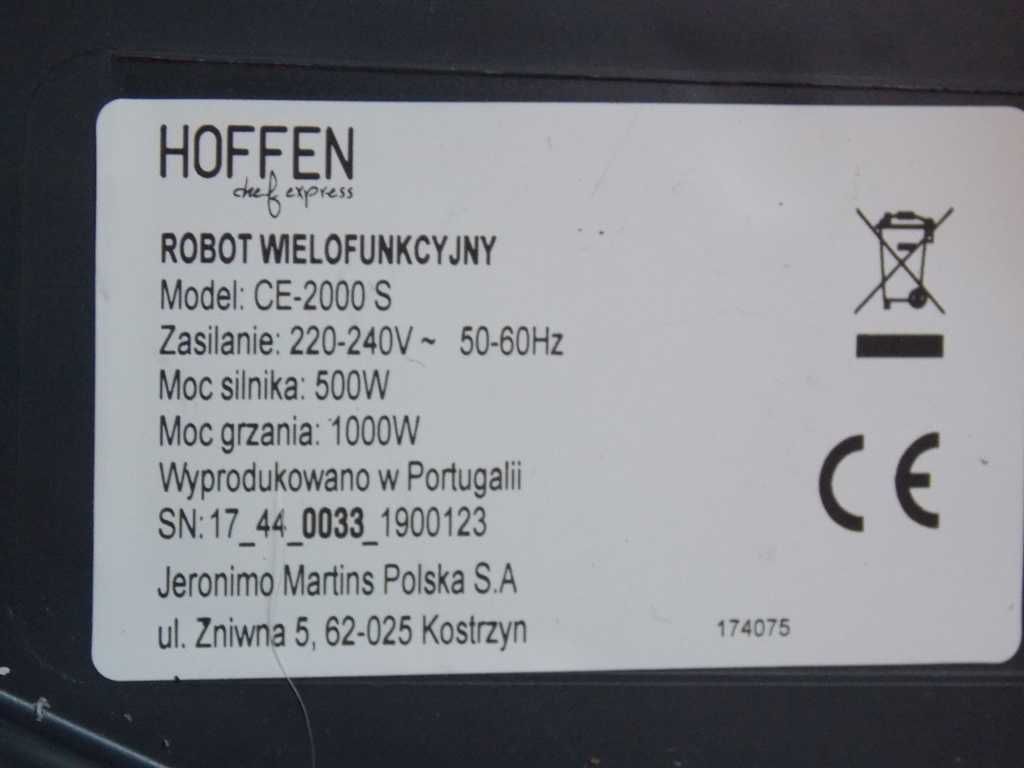 HOFFEN
chef express
ROBOT WIELOFUNKCYJNY
Model: CE-2000 S
Zasilanie: 220-240V ~ 50-60Hz
Moc silnika: 500W
Moc grzania: 1000W
Wyprodukowano w Portugalii
SN: 17_44_0033_1900123
Jeronimo Martins Polska S.A
ul. Zniwna 5, 62-025 Kostrzyn
174075
CE